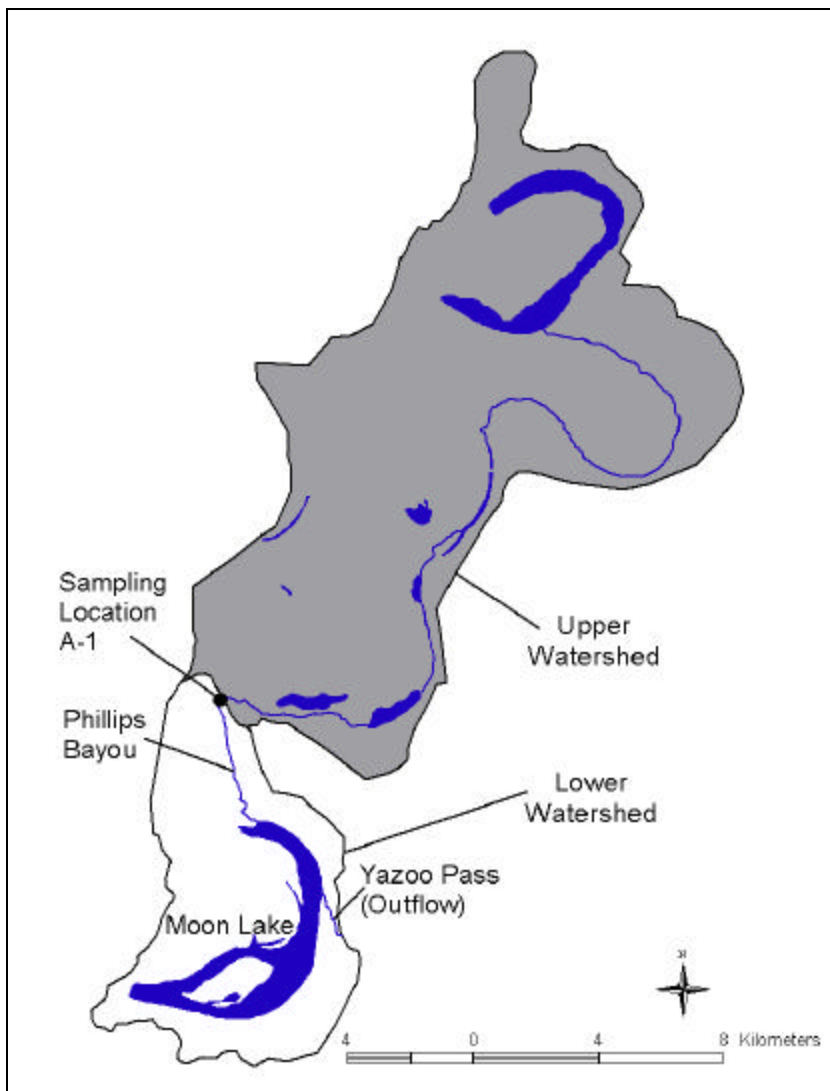 Sampling
Location
A-1
Upper
Watershed
Phillips
Bayou
Lower
Watershed
Yazoo Pass
(Outflow)
Moon Lake
N
4 0 4 8 Kilometers